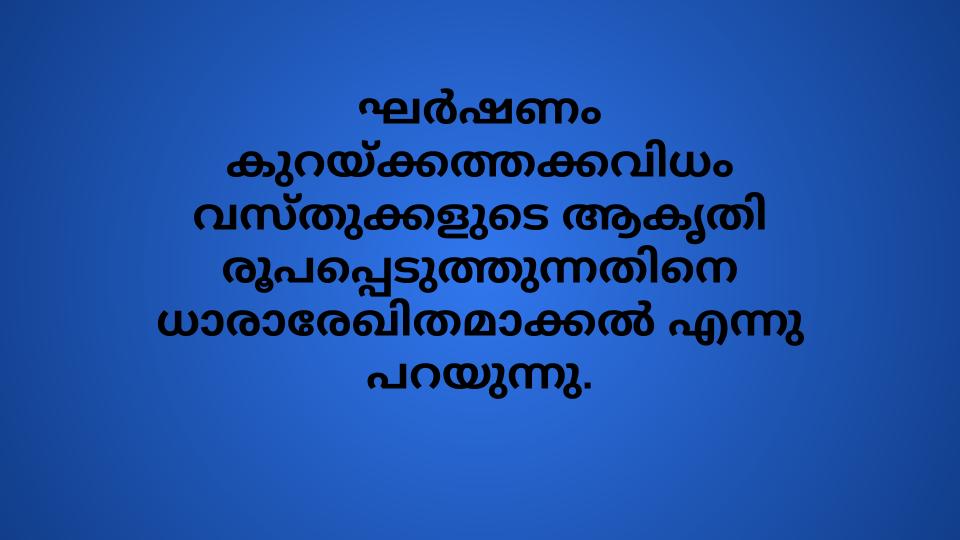 ഘർഷണം
കുറയ്ക്കത്തക്കവിധം
വസ്തുക്കളുടെ ആകൃതി
രൂപപ്പെടുത്തുന്നതിനെ
ധാരാരേഖിതമാക്കൽ എന്നു
പറയുന്നു.